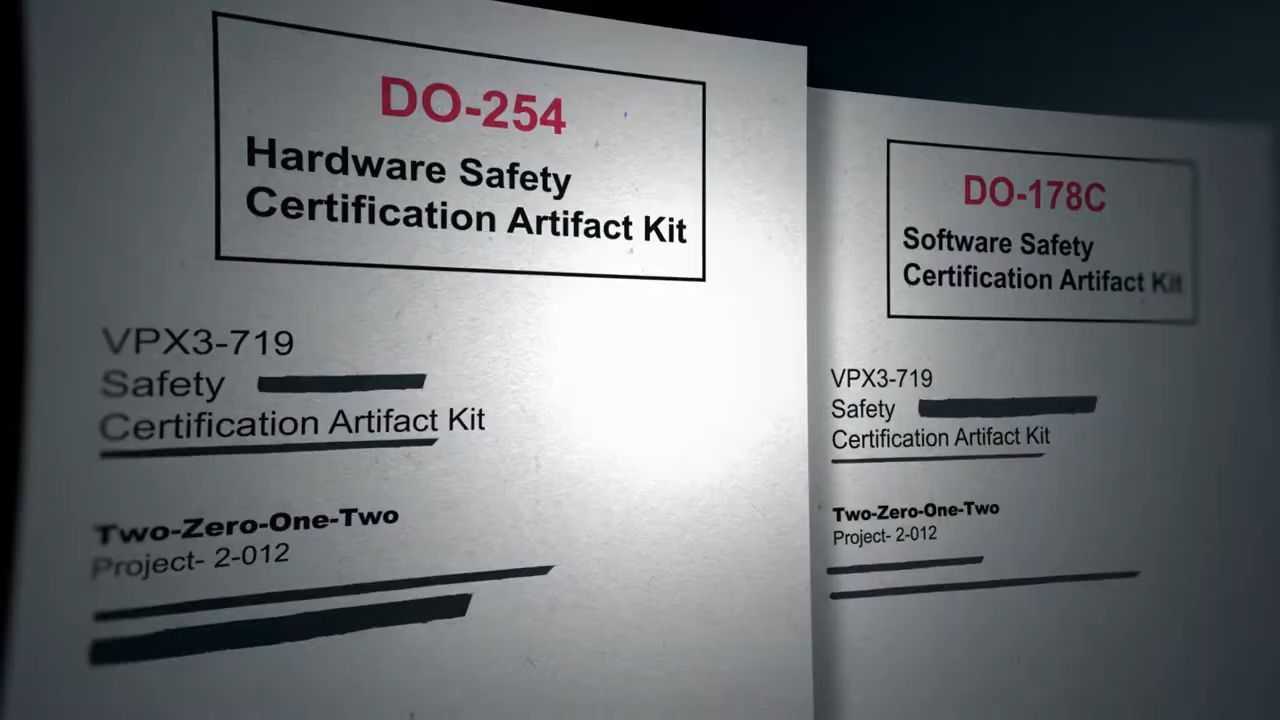 DO-254
Hardware Safety
Certification Artifact Kit
VPX3-719
Safety
Certification Artifact Kit
Two-Zero-One-Two
Project- 2-012
DO-178C
Software Safety
Certification Artifact Kit
VPX3-719
Safety
Certification Artifact Kit
Two-Zero-One-Two
Project- 2-012